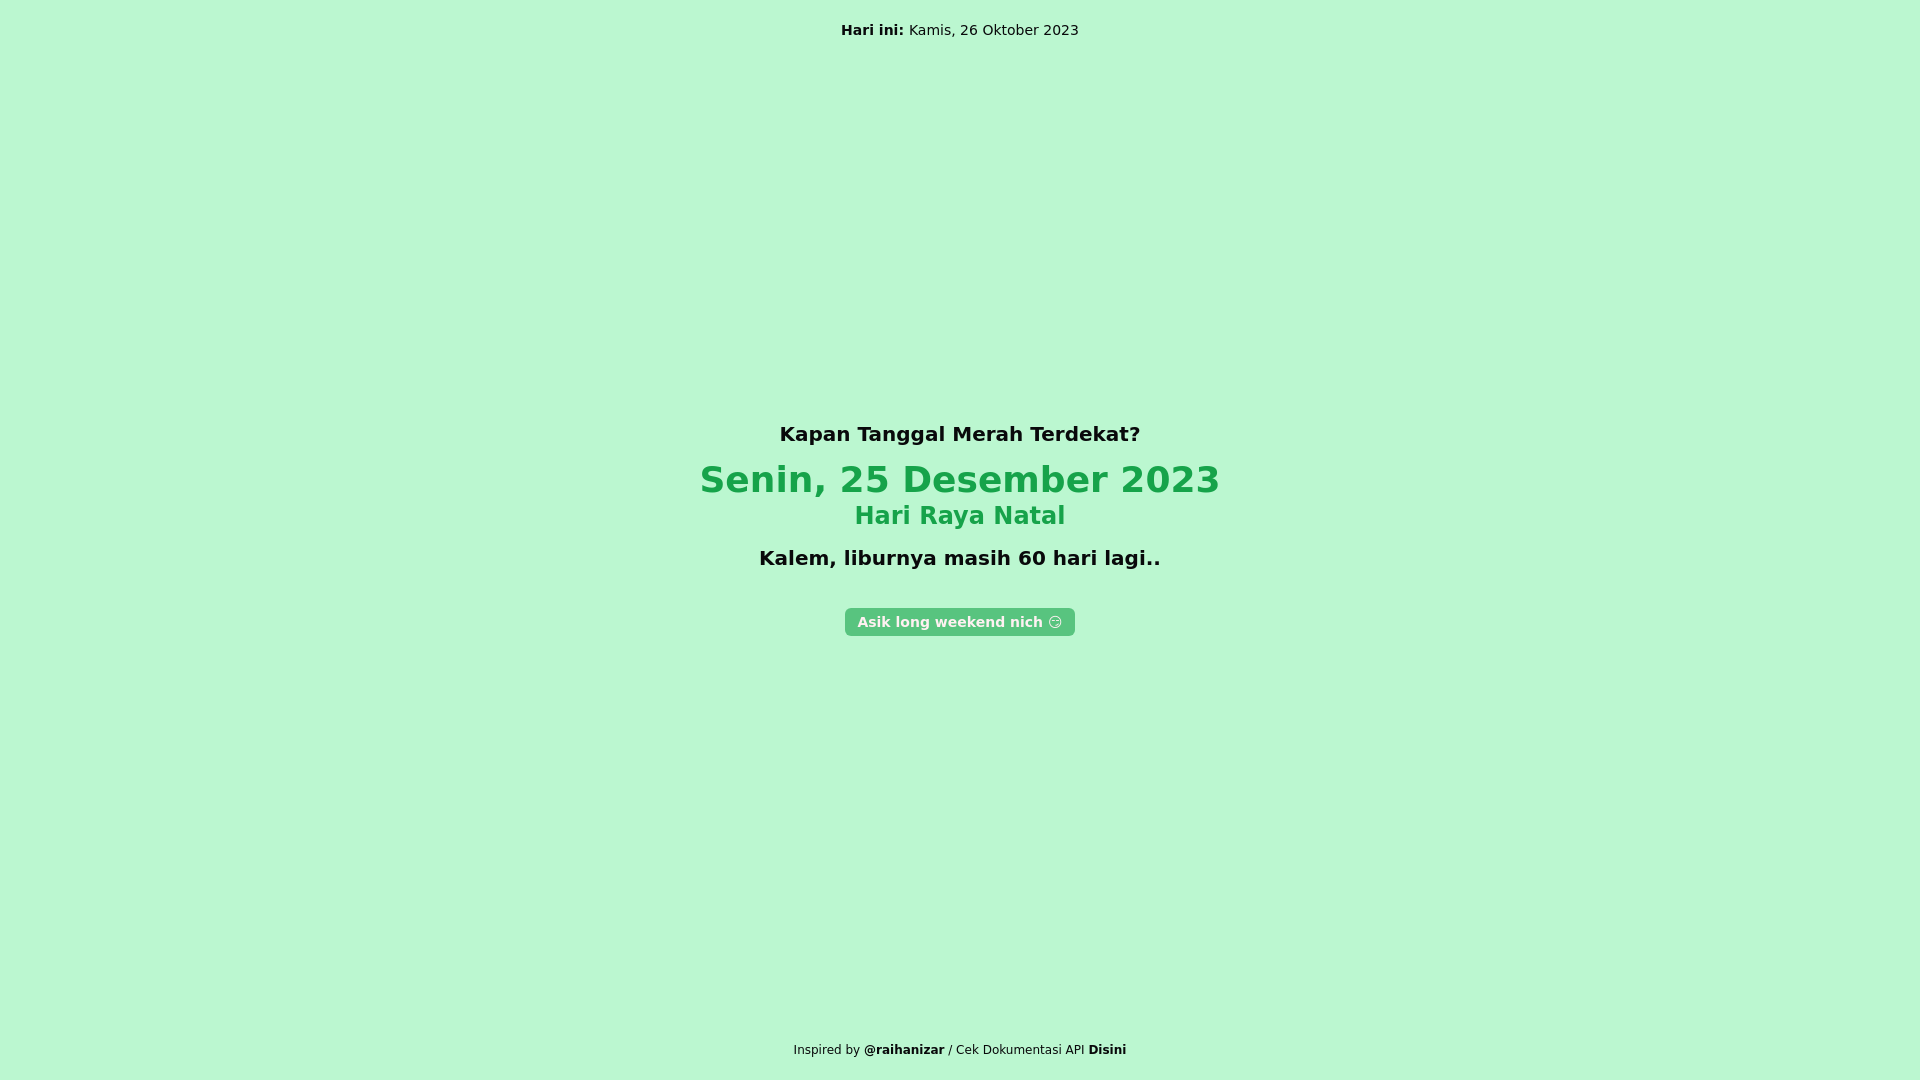 Hari ini: Kamis, 26 Oktober 2023
Kapan Tanggal Merah Terdekat?
Senin, 25 Desember 2023
Hari Raya Natal
Kalem, liburnya masih 60 hari lagi..
Asik long weekend nich 😏
Inspired by @raihanizar / Cek Dokumentasi API Disini